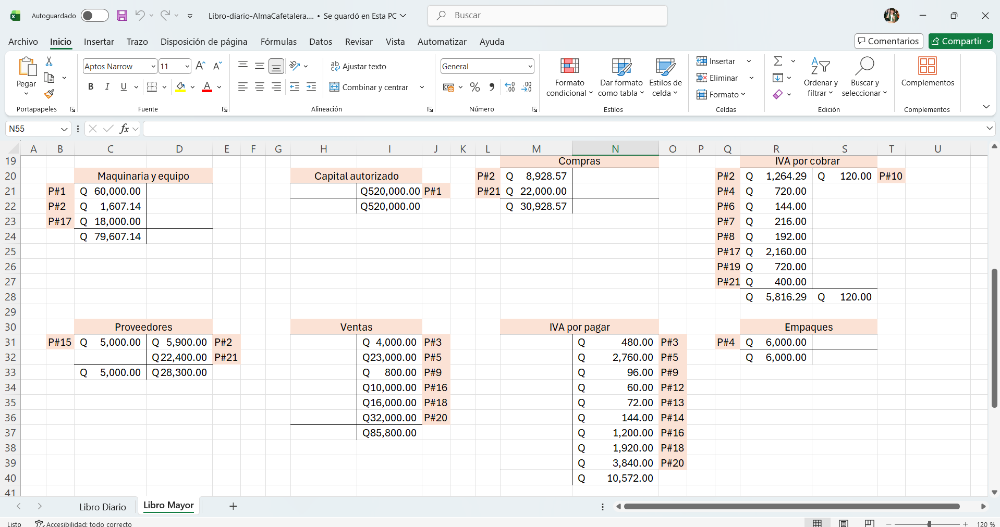 Autoguardado
Libro-diario-AlmaCafetalera.... • Se guardó en Esta PC
Buscar
Archivo Inicio Insertar Trazo Disposición de página Fórmulas Datos Revisar Vista Automatizar Ayuda
Comentarios Compartir
Pegar
Portapapeles
Aptos Narrow 11
N K S
Fuente
Ajustar texto
Combinar y centrar
Alineación
General
Número
Formato condicional
Dar formato como tabla
Estilos de celda
Estilos
Insertar
Eliminar
Formato
Celdas
Ordenar y filtrar
Buscar y seleccionar
Edición
Complementos
Complementos
N55 fx
A B C D E F G H I J K L M N O P Q R S T U
19 Compras IVA por cobrar
20 Maquinaria y equipo Capital autorizado P#2 Q 8,928.57 P#2 Q 1,264.29 Q 120.00 P#10
21 P#1 Q 60,000.00 Q520,000.00 P#1 P#21 Q 22,000.00 P#4 Q 720.00
22 P#2 Q 1,607.14 Q520,000.00 Q 30,928.57 P#6 Q 144.00
23 P#17 Q 18,000.00 P#7 Q 216.00
24 Q 79,607.14 P#8 Q 192.00
25 P#17 Q 2,160.00
26 P#19 Q 720.00
27 P#21 Q 400.00
28 Q 5,816.29 Q 120.00
29
30 Proveedores Ventas IVA por pagar Empaques
31 P#15 Q 5,000.00 Q 5,900.00 P#2 Q 4,000.00 P#3 Q 480.00 P#3 P#4 Q 6,000.00
32 Q22,400.00 P#21 Q23,000.00 P#5 Q 2,760.00 P#5 Q 6,000.00
33 Q 5,000.00 Q28,300.00 Q 800.00 P#9 Q 96.00 P#9
34 Q10,000.00 P#16 Q 60.00 P#12
35 Q16,000.00 P#18 Q 72.00 P#13
36 Q32,000.00 P#20 Q 144.00 P#14
37 Q85,800.00 Q 1,200.00 P#16
38 Q 1,920.00 P#18
39 Q 3,840.00 P#20
40 Q 10,572.00
41
Libro Diario Libro Mayor
Listo Accesibilidad: todo correcto 120 %